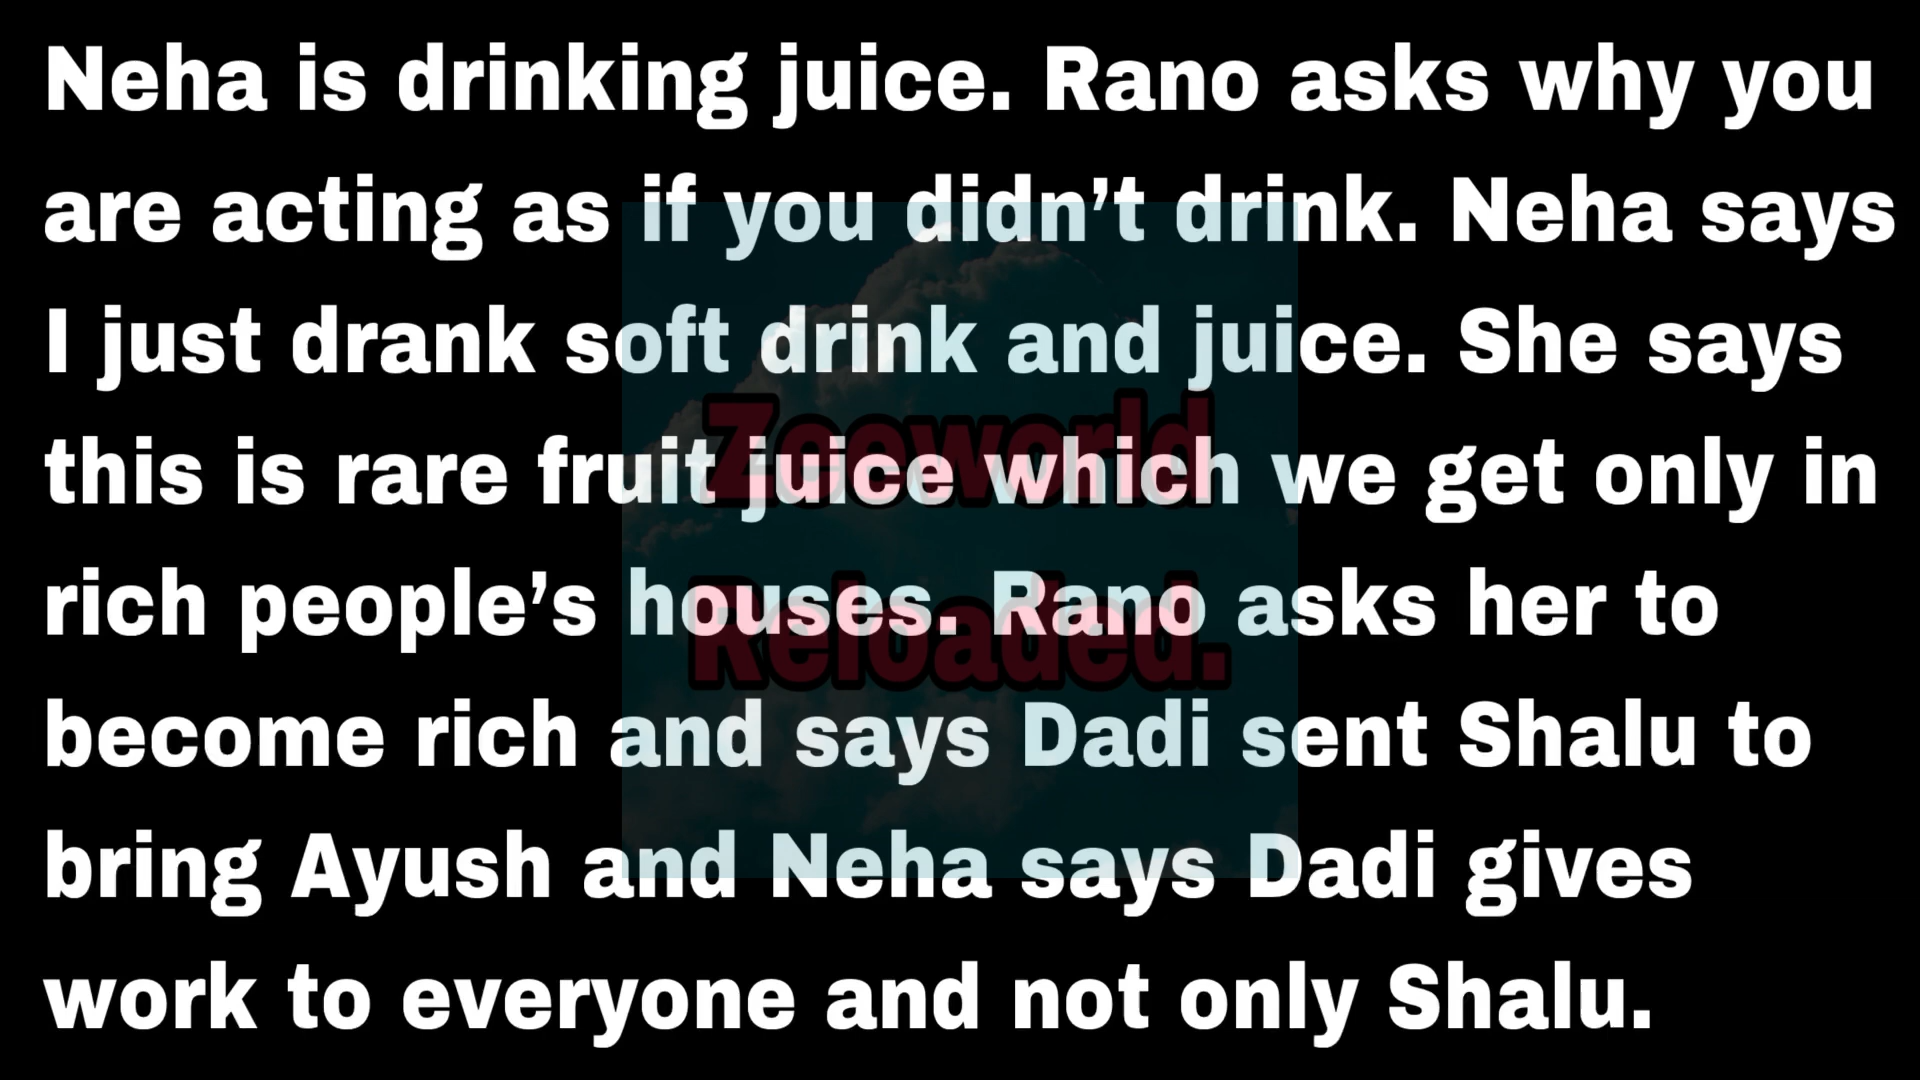 Neha is drinking juice. Rano asks why you
are acting as if you didn’t drink. Neha says
I just drank soft drink and juice. She says
this is rare fruit juice which we get only in
rich people’s houses. Rano asks her to
become rich and says Dadi sent Shalu to
bring Ayush and Neha says Dadi gives
work to everyone and not only Shalu.
Zeeworld
Reloaded.